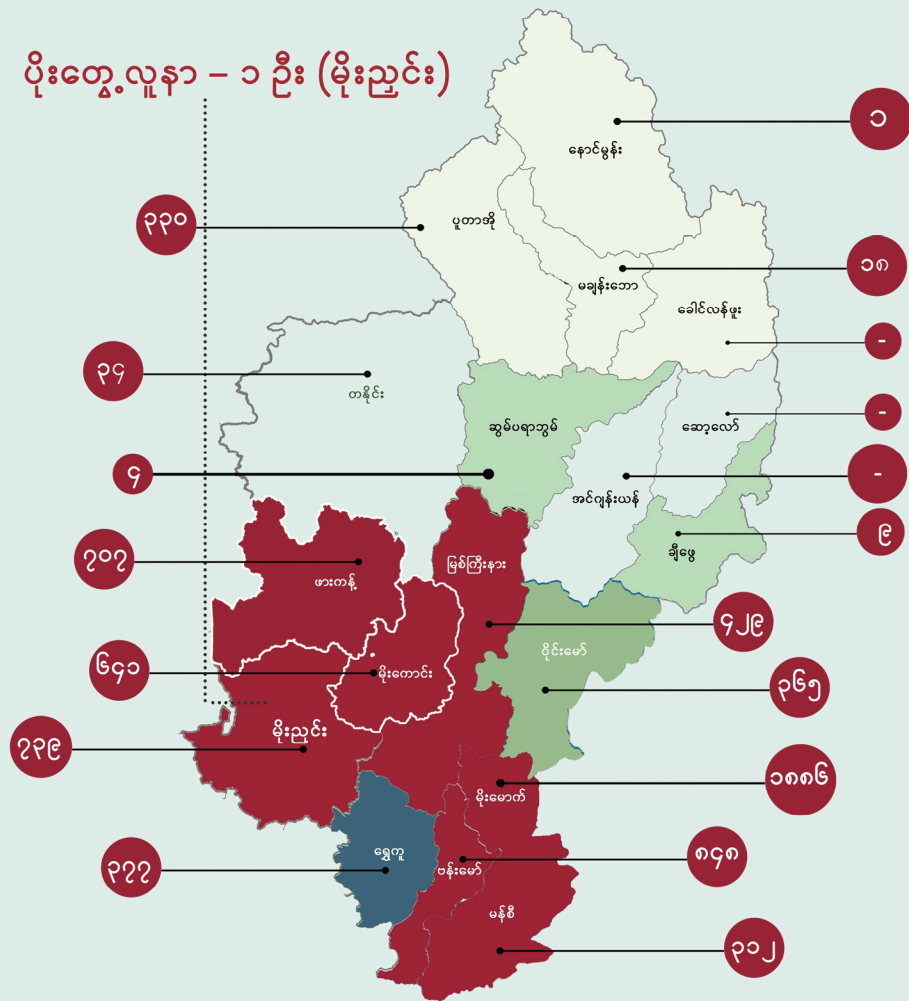 ပိုးတွေ့လူနာ – ၁ ဦး (မိုးညှင်း)
၁
နောင်မွန်း
၃၃၀
ပူတာအို
၁၈
မချမ်းဘော
ခေါင်လန်ဖူး
-
၃၄
တနိုင်း
-
ဆော့လော်
ဆွမ်ပရာဘွမ်
၄
-
အင်ဂျန်းယန်
၉
ချီဖွေ
၇၀၇
ဖားကန့်
မြစ်ကြီးနား
၄၂၉
ဝိုင်းမော်
၆၄၁
မိုးကောင်း
၃၆၅
မိုးညှင်း
၇၃၉
၁၈၈၆
မိုးမောက်
ရွှေကူ
၃၇၇
ဗန်းမော်
၈၄၈
မန်စီ
၃၁၂